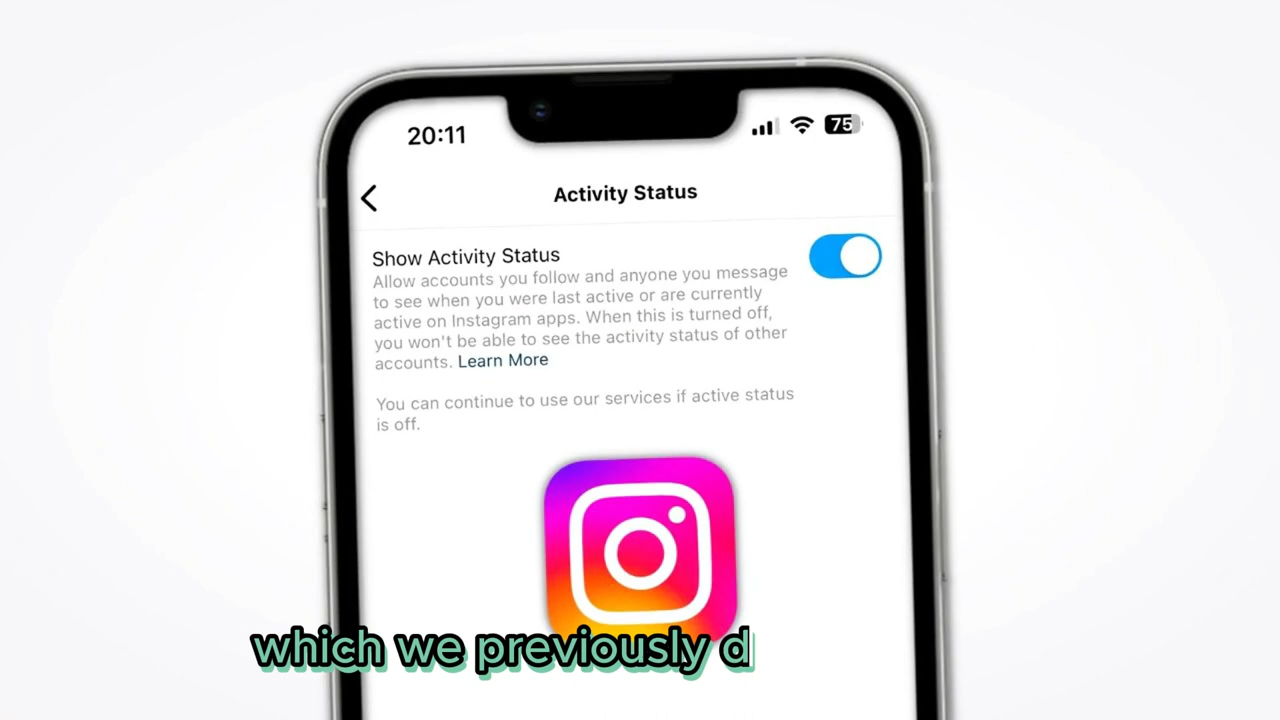 20:11
75
Activity Status
Show Activity Status
Allow accounts you follow and anyone you message
to see when you were last active or are currently
active on Instagram apps. When this is turned off,
you won't be able to see the activity status of other
accounts. Learn More
You can continue to use our services if active status
is off.
which we previously d